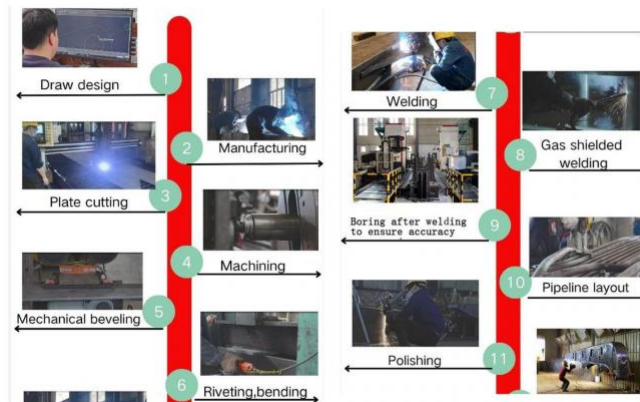 1
Draw design
2
Manufacturing
3
Plate cutting
4
Machining
5
Mechanical beveling
6
Riveting,bending
7
Welding
8
Gas shielded
welding
9
Boring after welding
to ensure accuracy
10
Pipeline layout
11
Polishing